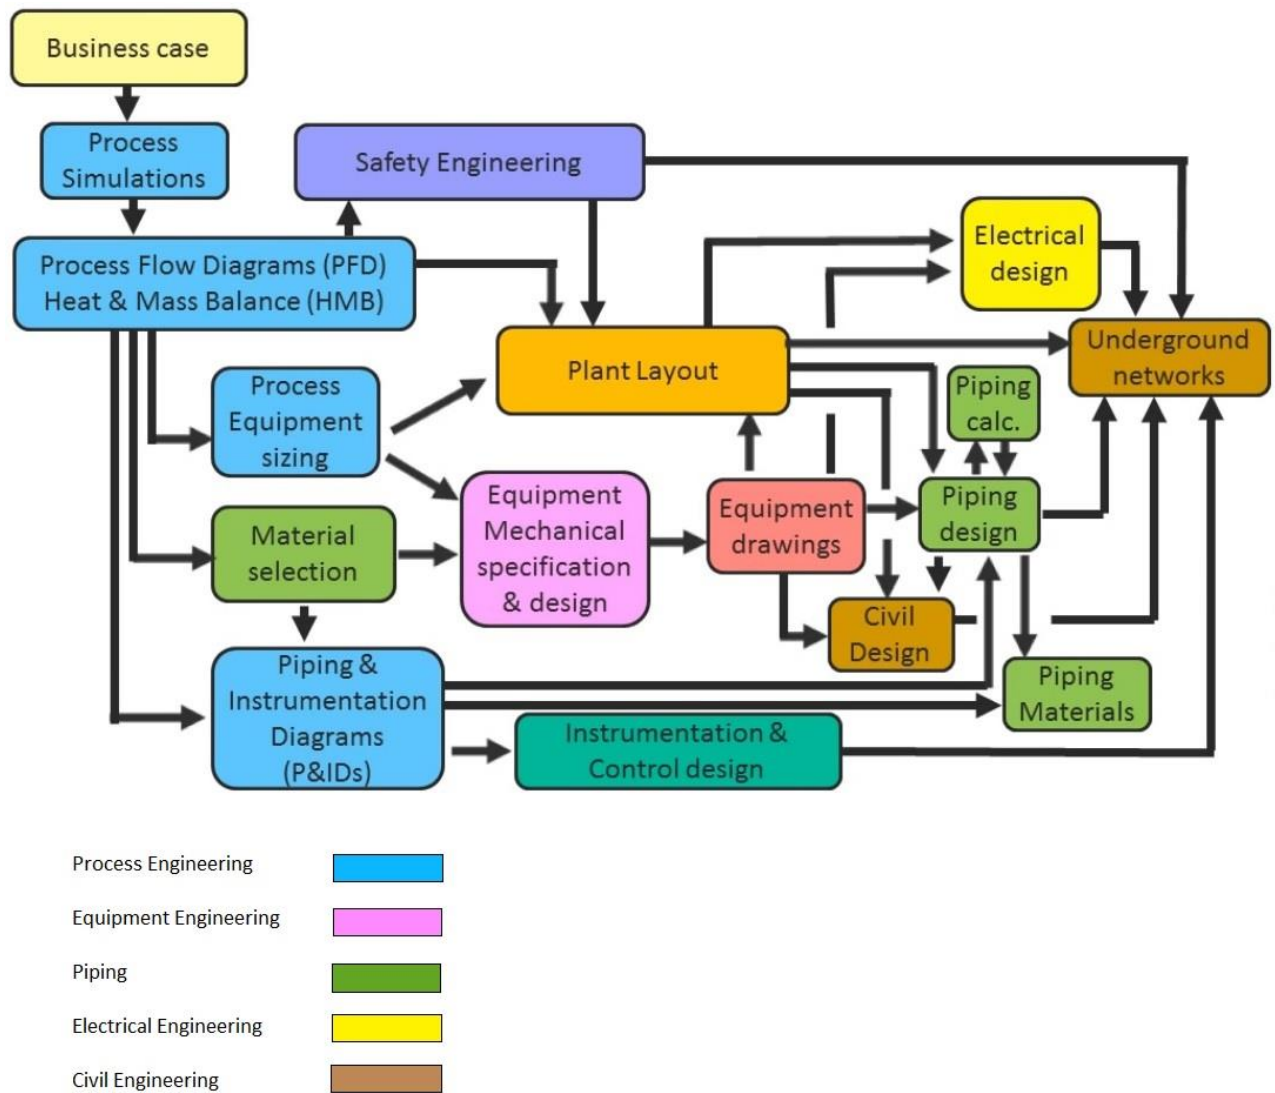 Business case
Process
Simulations
Safety Engineering
Process Flow Diagrams (PFD)
Heat & Mass Balance (HMB)
Electrical
design
Plant Layout
Underground
networks
Process
Equipment
sizing
Piping
calc.
Equipment
Mechanical
specification
& design
Equipment
drawings
Piping
design
Material
selection
Civil
Design
Piping &
Instrumentation
Diagrams
(P&IDs)
Piping
Materials
Instrumentation &
Control design
Process Engineering
Equipment Engineering
Piping
Electrical Engineering
Civil Engineering